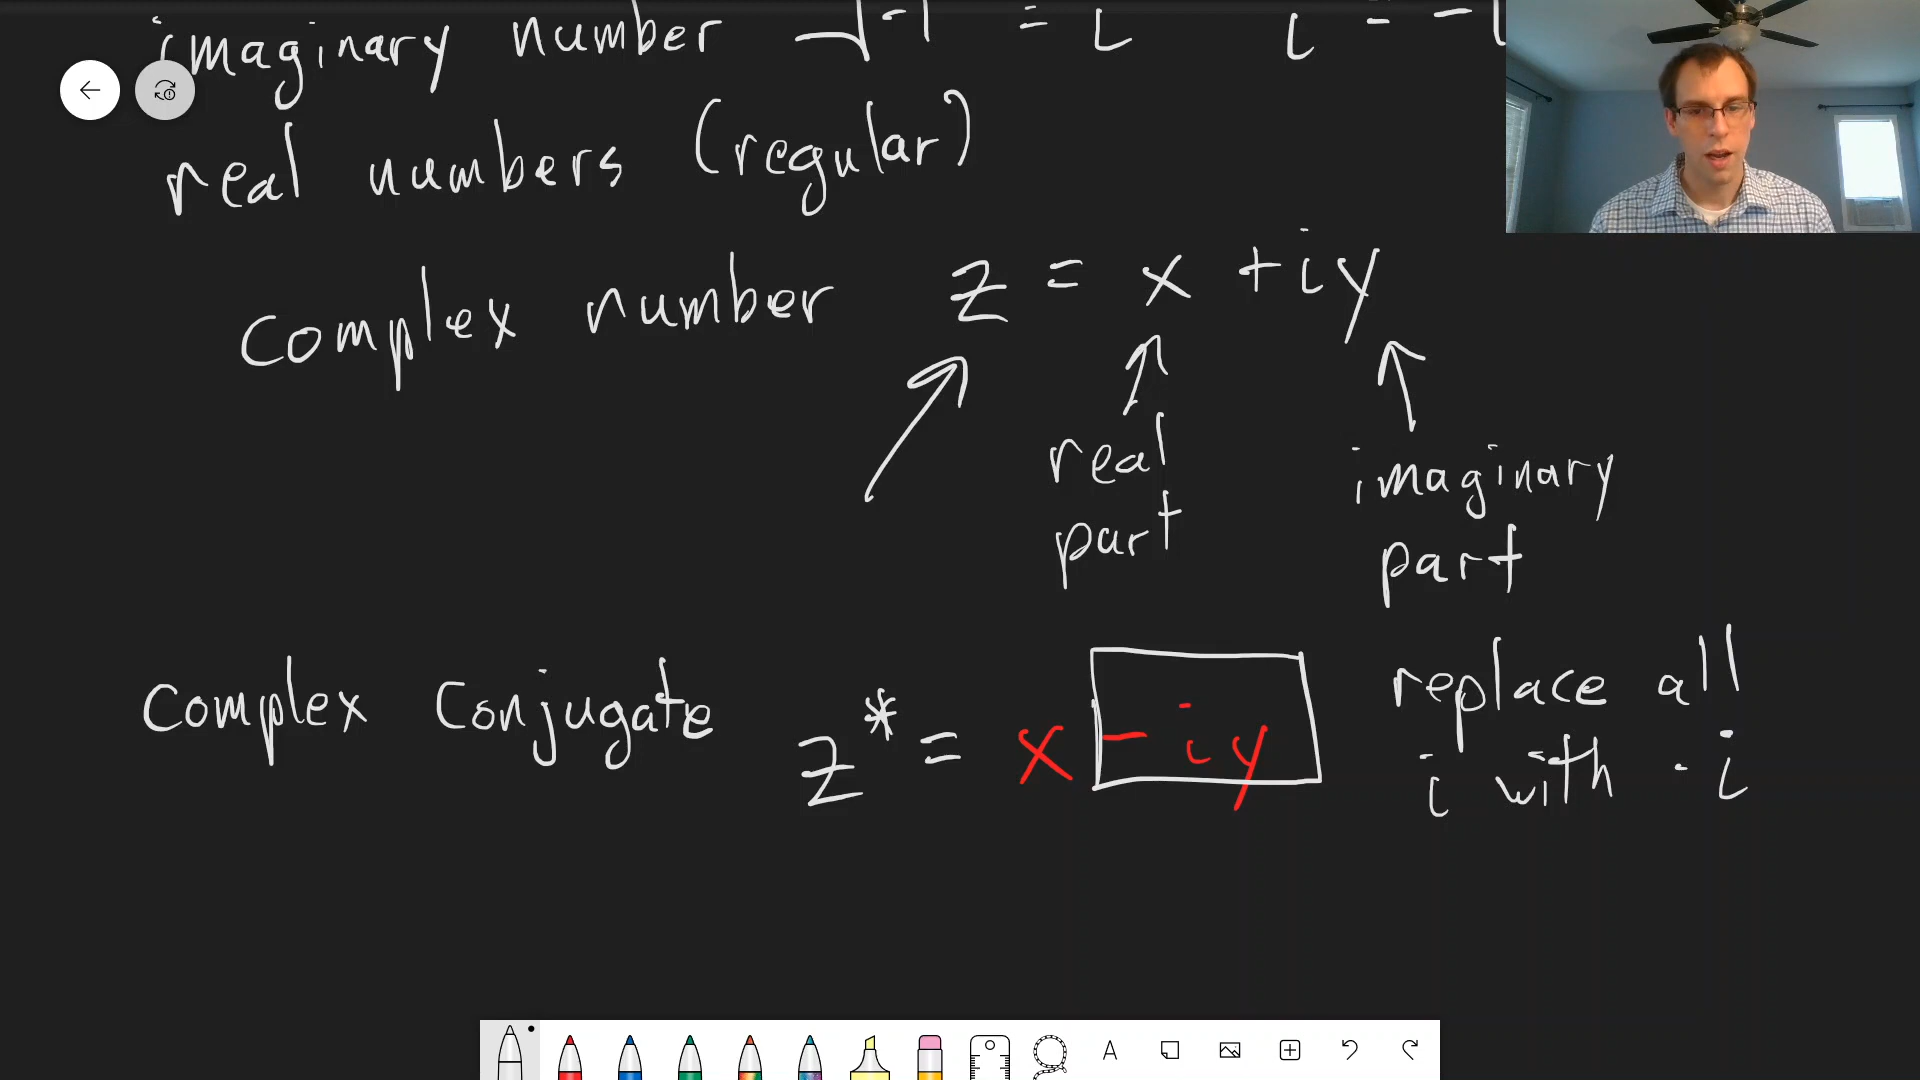 imaginary number √-1 = i i = -1
real numbers (regular)
complex number z = x + iy
real part
imaginary part
Complex Conjugate z* = x - iy
replace all
i with -i
A